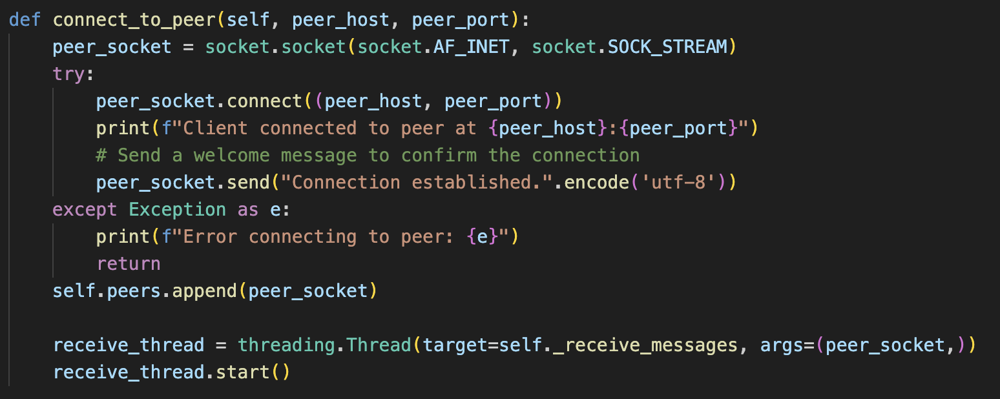 def connect_to_peer(self, peer_host, peer_port):
    peer_socket = socket.socket(socket.AF_INET, socket.SOCK_STREAM)
    try:
        peer_socket.connect((peer_host, peer_port))
        print(f"Client connected to peer at {peer_host}:{peer_port}")
        # Send a welcome message to confirm the connection
        peer_socket.send("Connection established.".encode('utf-8'))
    except Exception as e:
        print(f"Error connecting to peer: {e}")
        return
    self.peers.append(peer_socket)

    receive_thread = threading.Thread(target=self._receive_messages, args=(peer_socket,))
    receive_thread.start()